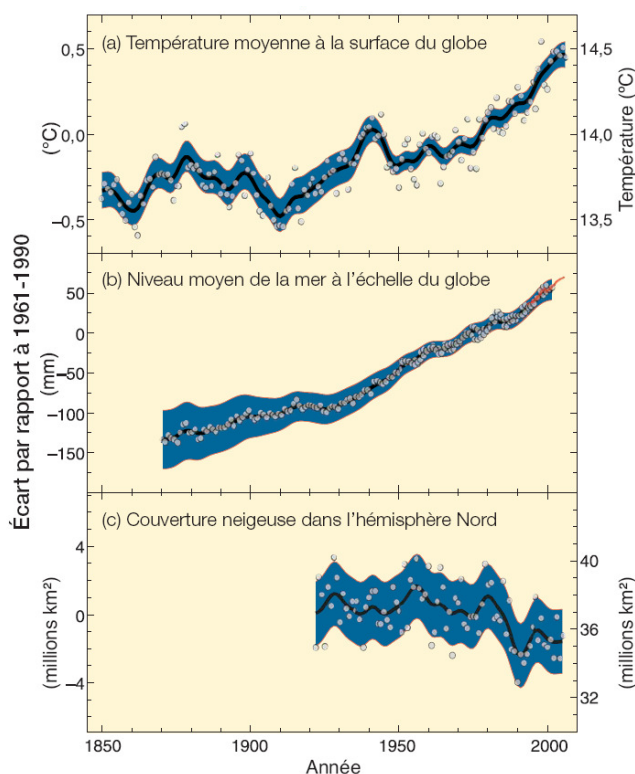 (a) Température moyenne à la surface du globe
0,5
0,0
–0,5
(°C)
14,5
14,0
13,5
Température (°C)
Écart par rapport à 1961-1990
(b) Niveau moyen de la mer à l'échelle du globe
50
0
–50
–100
–150
(mm)
(c) Couverture neigeuse dans l'hémisphère Nord
4
0
–4
(millions km²)
40
36
32
(millions km²)
1850
1900
1950
2000
Année